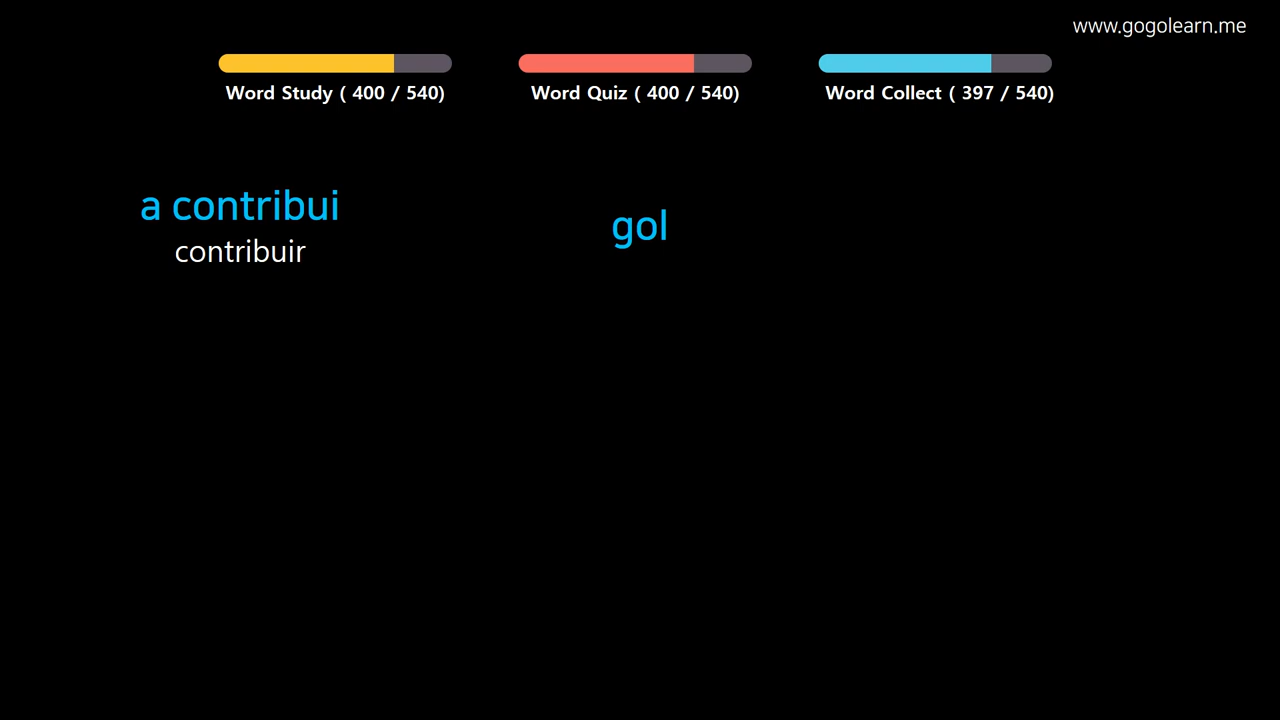 www.gogolearn.me
Word Study ( 400 / 540)
Word Quiz ( 400 / 540)
Word Collect ( 397 / 540)
a contribui
contribuir
gol